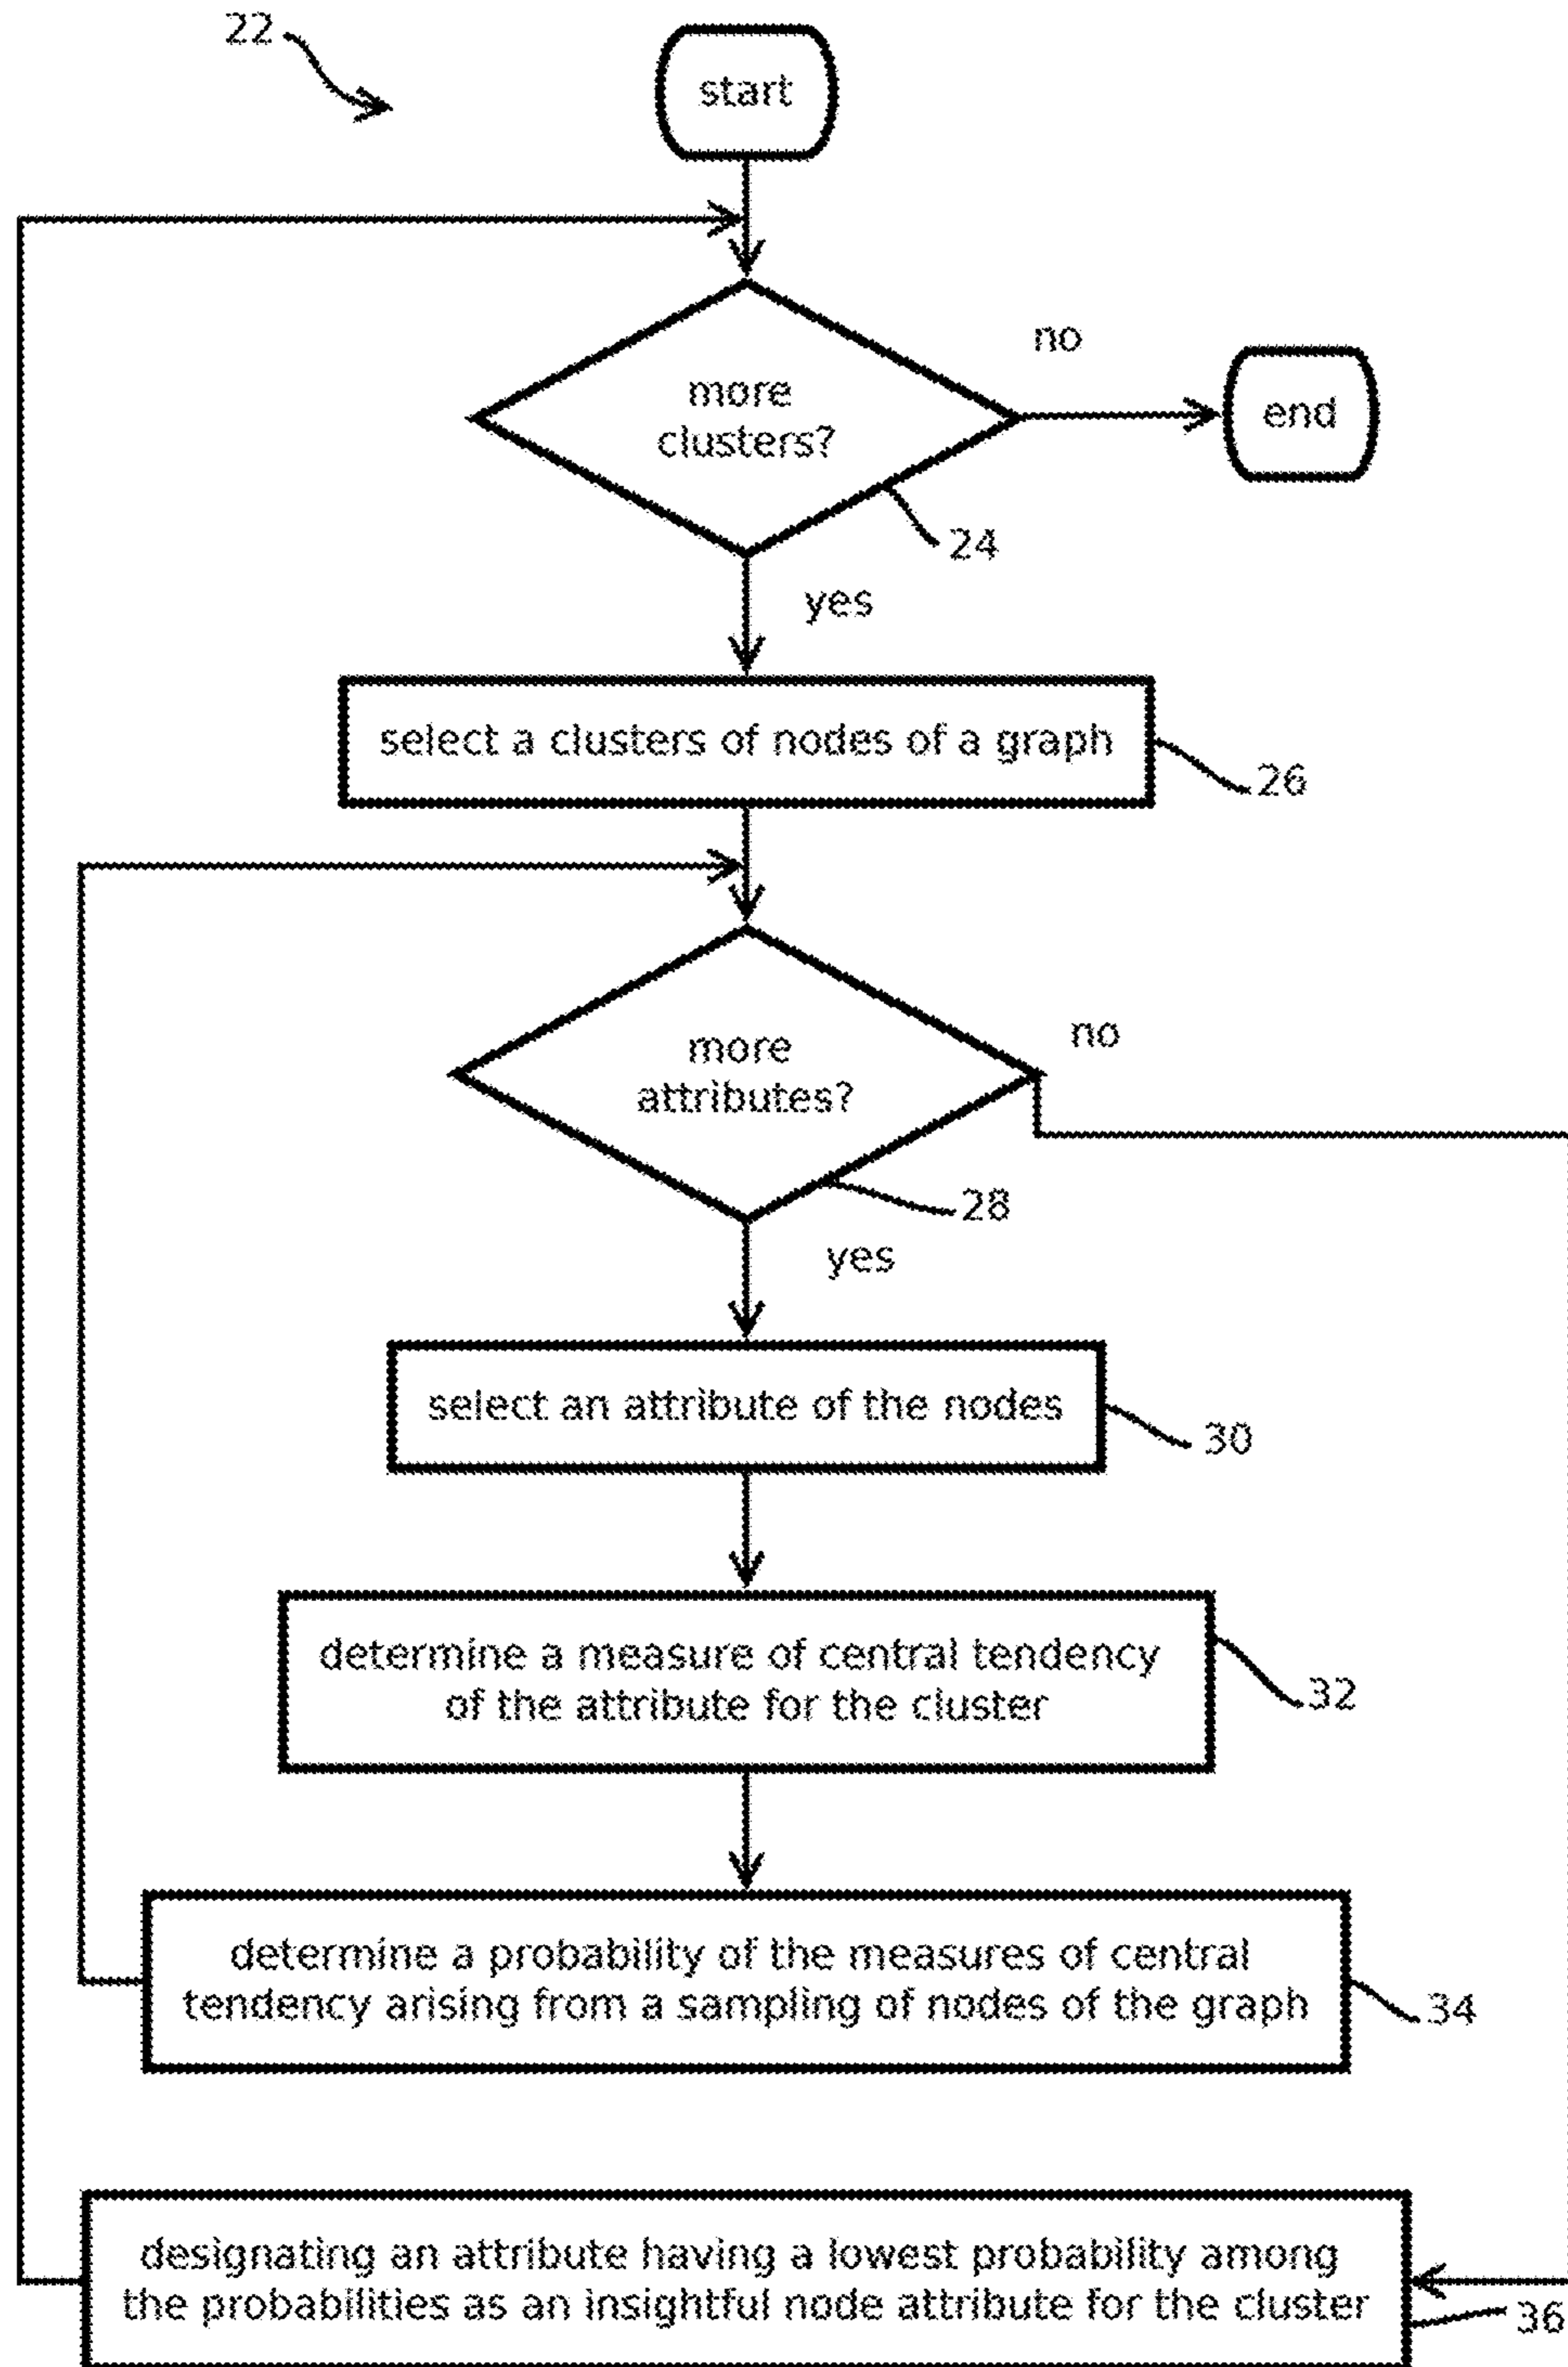 22
start
more
clusters?
no
end
24
yes
select a clusters of nodes of a graph
26
more
attributes?
no
28
yes
select an attribute of the nodes
30
determine a measure of central tendency
of the attribute for the cluster
32
determine a probability of the measures of central
tendency arising from a sampling of nodes of the graph
34
designating an attribute having a lowest probability among
the probabilities as an insightful node attribute for the cluster
36